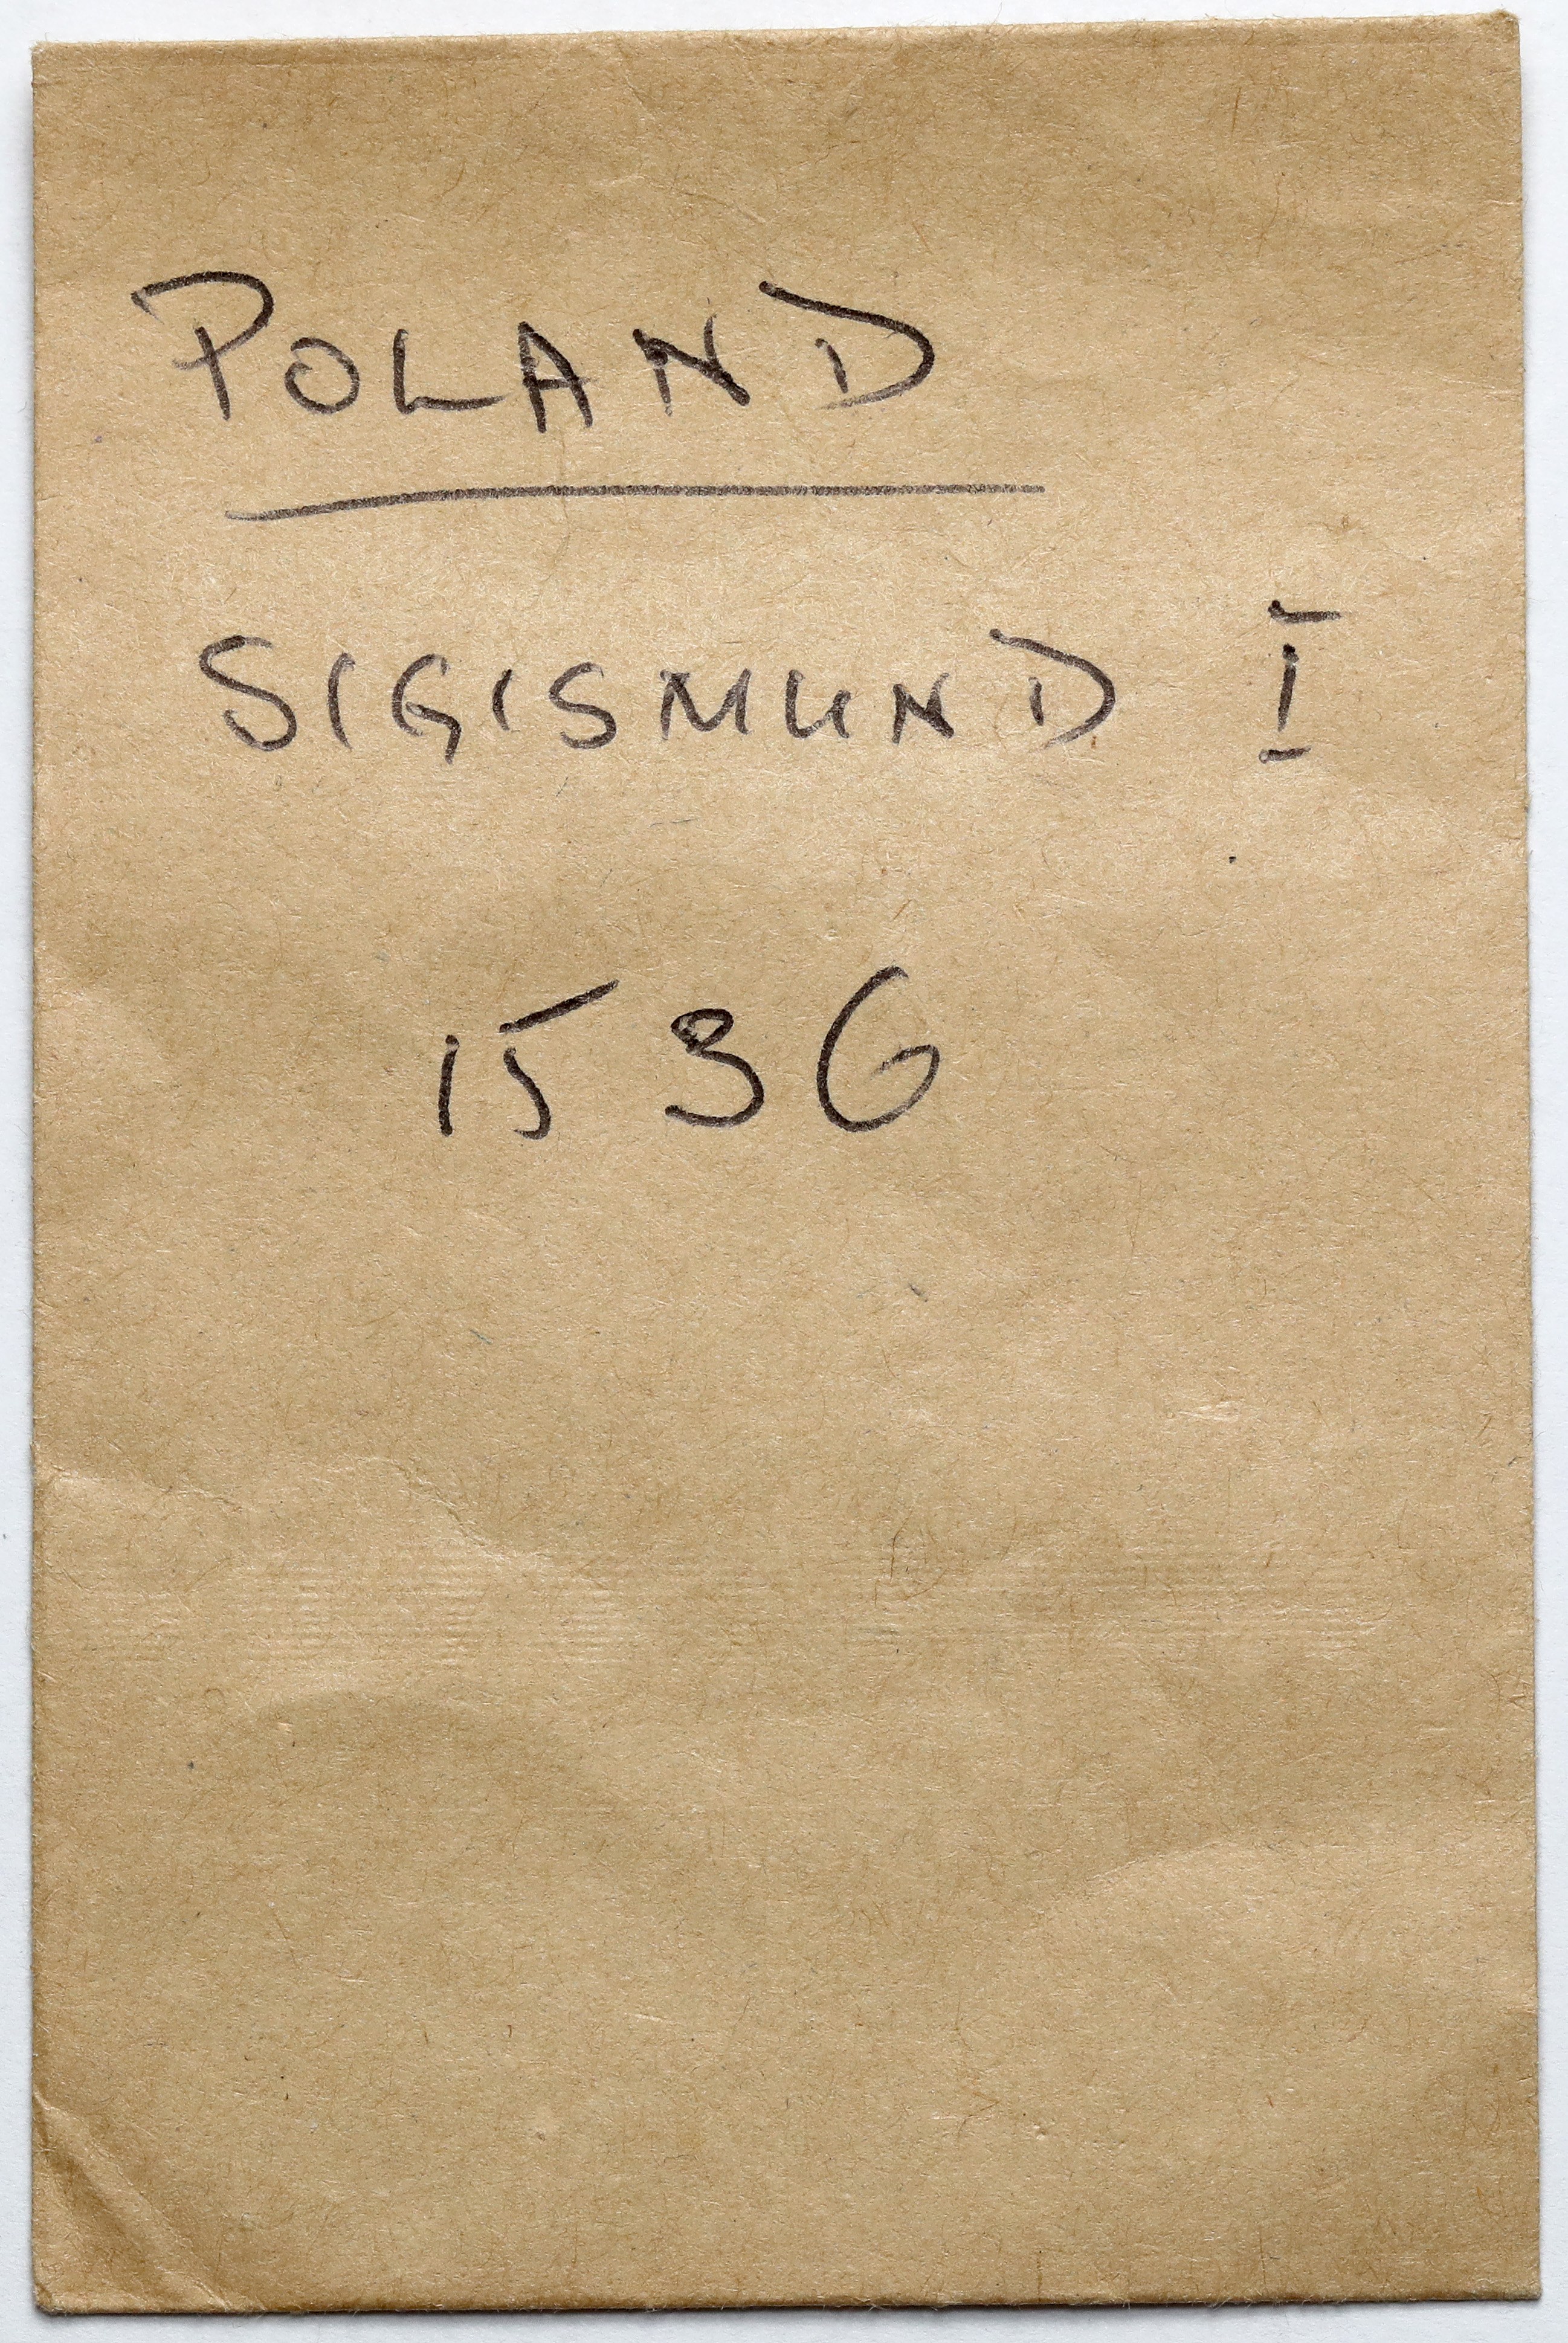 POLAND
SIGISMUND I
1536